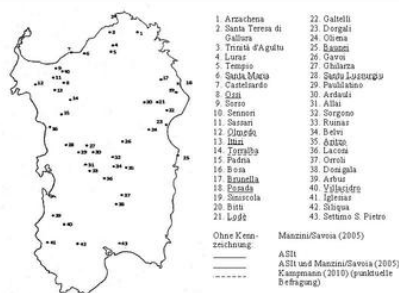 1. Arzachena
2. Santa Teresa di
Gallura
3. Trinità d'Agultu
4. Luras
5. Tempio
6. Santa Maria
7. Castelsardo
8. Ossi
9. Sorso
10. Sennori
11. Sassari
12. Olmedo
13. Ittiri
14. Torralba
15. Padria
16. Bosa
17. Brunella
18. Posada
19. Siniscola
20. Bitti
21. Lodè
22. Galtellì
23. Dorgali
24. Oliena
25. Baunei
26. Gavoi
27. Ghilarza
28. Santu Lussurgiu
29. Paulilatino
30. Ardauli
31. Allai
32. Sorgono
33. Ruinas
34. Belvì
35. Aritzo
36. Laconi
37. Orroli
38. Donigala
39. Arbus
40. Villacidro
41. Iglesias
42. Siliqua
43. Settimo S. Pietro
Ohne Kenn- Manzini/Savoia (2005)
zeichnung:
ASIt
ASIt und Manzini/Savoia (2005)
Kampmann (2010) (punktuelle
Befragung)